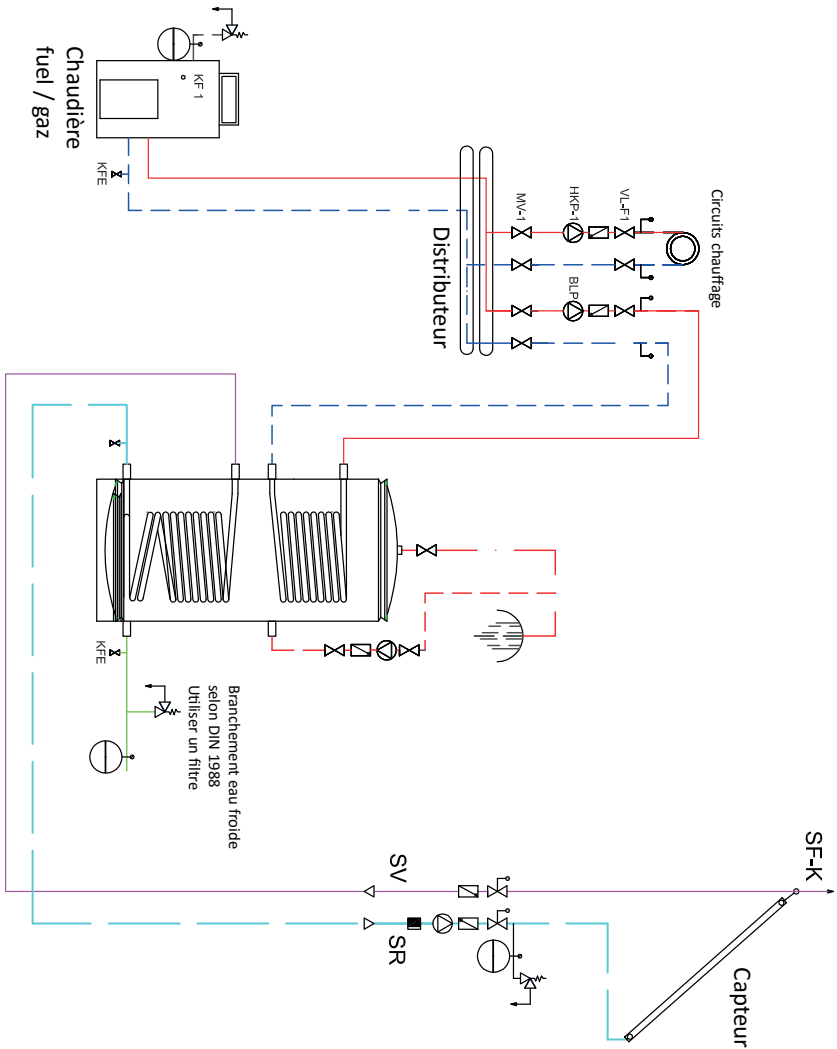 Chaudière
fuel / gaz
KF 1
KFE
Distributeur
MV-1
HKP-1
VL-F1
BLP
Circuits chauffage
KFE
Branchement eau froide
selon DIN 1988
Utiliser un filtre
SV
SR
SF-K
Capteur